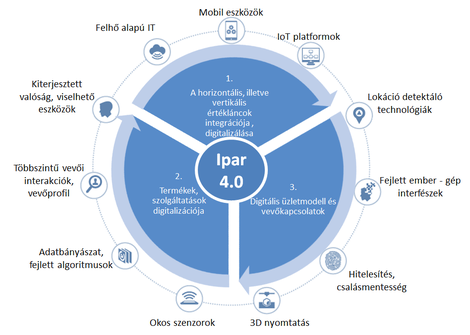 Mobil eszközök
Felhő alapú IT
IoT platformok
Kiterjesztett
valóság, viselhető
eszközök
Lokáció detektáló
technológiák
1.
A horizontális, illetve
vertikális
értékláncok
integrációja ,
digitalizálása
Ipar
4.0
Többszintű vevői
interakciók,
vevőprofil
2.
Termékek,
szolgáltatások
digitalizációja
3.
Digitális üzletmodell és
vevőkapcsolatok
Fejlett ember - gép
interfészek
Adatbányászat,
fejlett algoritmusok
Hitelesítés,
csalásmentesség
Okos szenzorok
3D nyomtatás